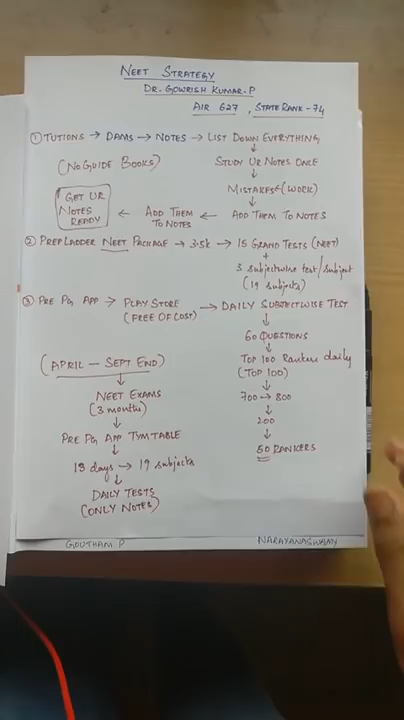 NEET STRATEGY
DR. GOWRISH KUMAR.P
AIR 627 , STATE RANK - 74
① TUTIONS → DAMS → NOTES → LIST DOWN EVERYTHING
↓
(NO GUIDE BOOKS) STUDY UR NOTES ONCE
↓
MISTAKES (WORK)
↓
GET UR NOTES READY ← ADD THEM TO NOTES ← ADD THEM TO NOTES
② PREPLADDER NEET PACKAGE → 3.5k → 15 GRAND TESTS (NEET)
+
3 subjectwise test/subject
(19 subjects)
③ PRE PG APP → PLAY STORE → DAILY SUBJECTWISE TEST
(FREE OF COST)
↓
60 QUESTIONS
↓
TOP 100 Rankers daily
(TOP 100)
↓
700 → 800
↓
200
↓
50 RANKERS
(APRIL – SEPT END)
↓
NEET EXAMS
(3 months)
↓
PRE PG APP TYM TABLE
↓
19 subjects
↓
DAILY TESTS
(ONLY NOTES)
GOUTHAM P NARAYANASWAMY